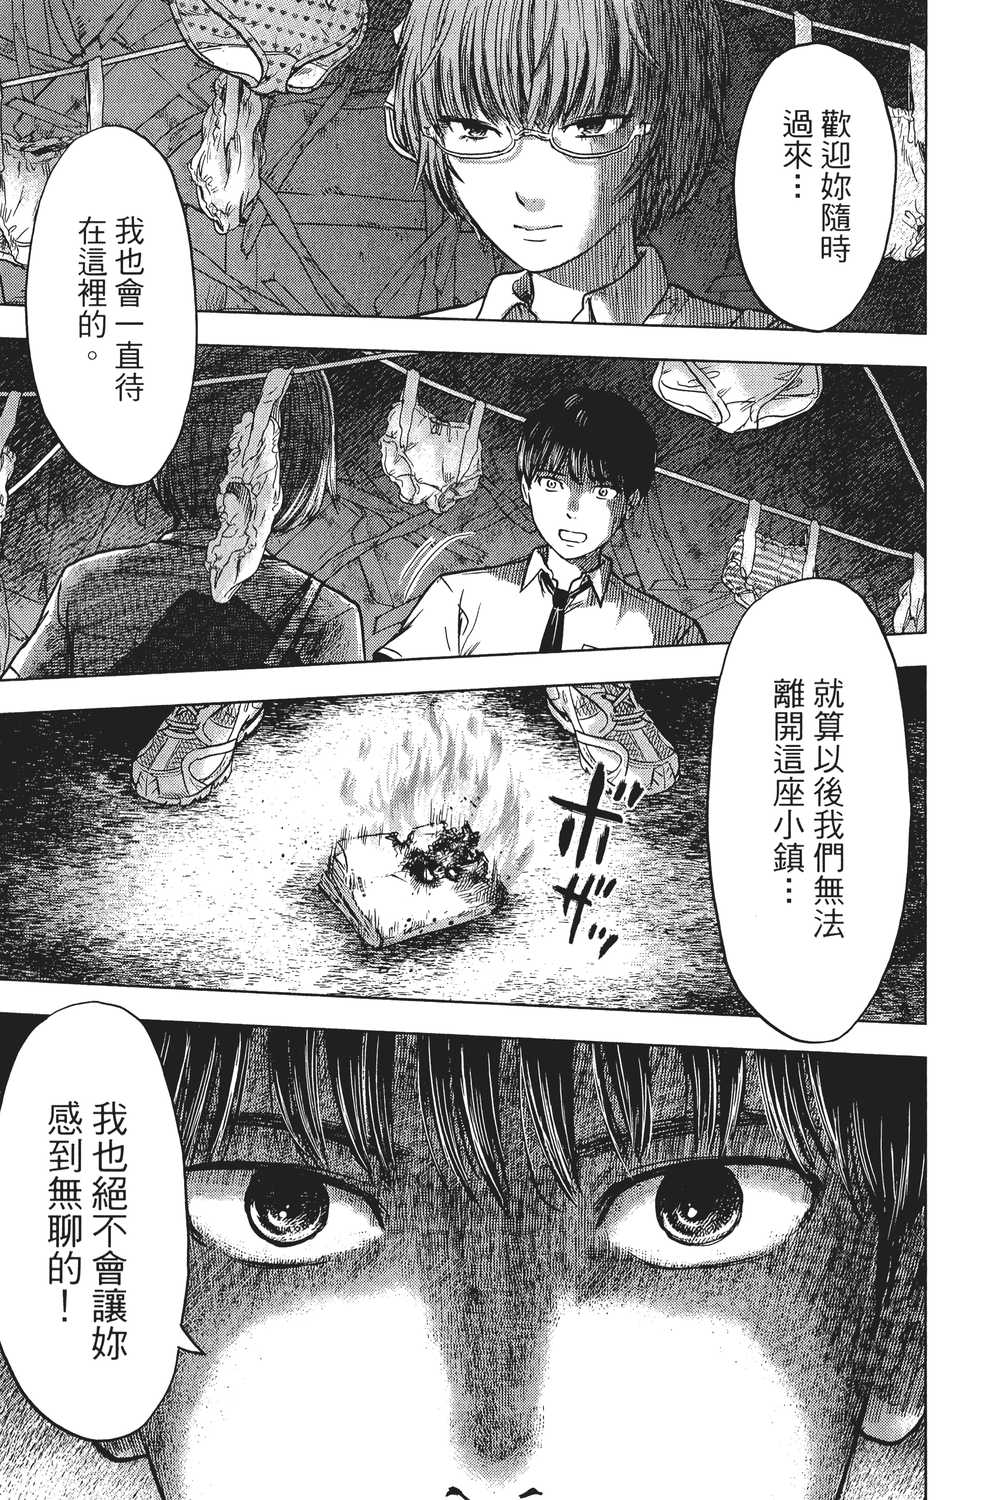 歡迎妳隨時
過來…
我也會一直待
在這裡的。
就算以後我們無法
離開這座小鎮…
ボボ
我也絕不會讓妳
感到無聊的！